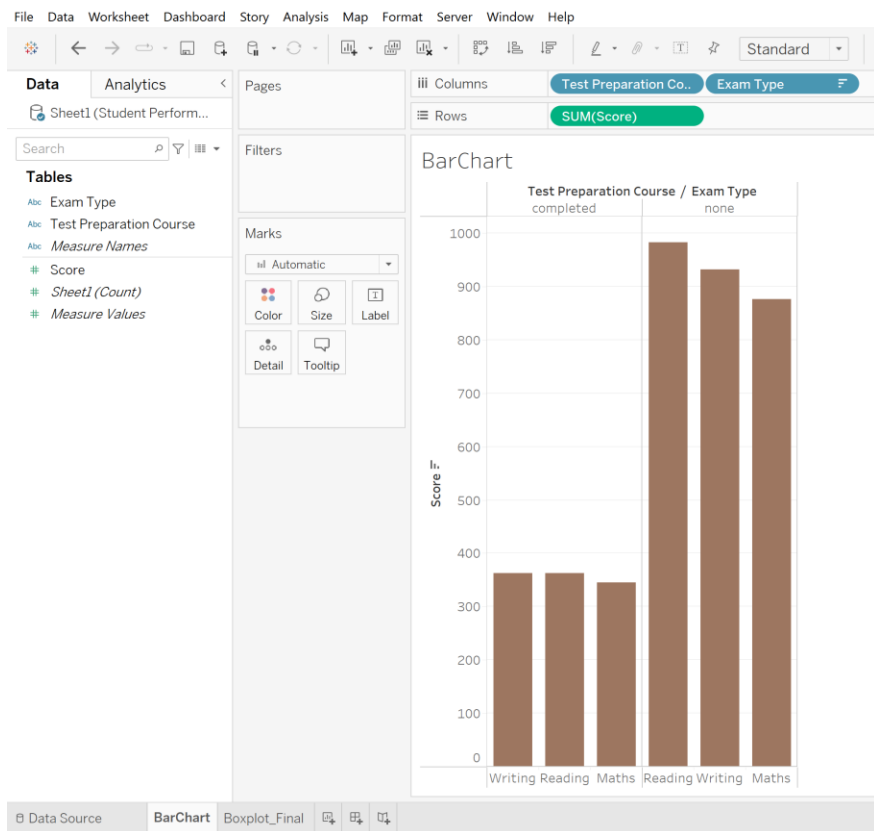 File Data Worksheet Dashboard Story Analysis Map Format Server Window Help
Standard
Data Analytics
Sheet1 (Student Perform...
Search
Tables
Abc Exam Type
Abc Test Preparation Course
Abc Measure Names
# Score
# Sheet1 (Count)
# Measure Values
Pages
Filters
Marks
Automatic
Color Size Label
Detail Tooltip
iii Columns Test Preparation Co.. Exam Type
Rows SUM(Score)
BarChart
Test Preparation Course / Exam Type
completed none
1000
900
800
700
600
500
400
300
200
100
0
Score
Writing Reading Maths Reading Writing Maths
Data Source BarChart Boxplot_Final